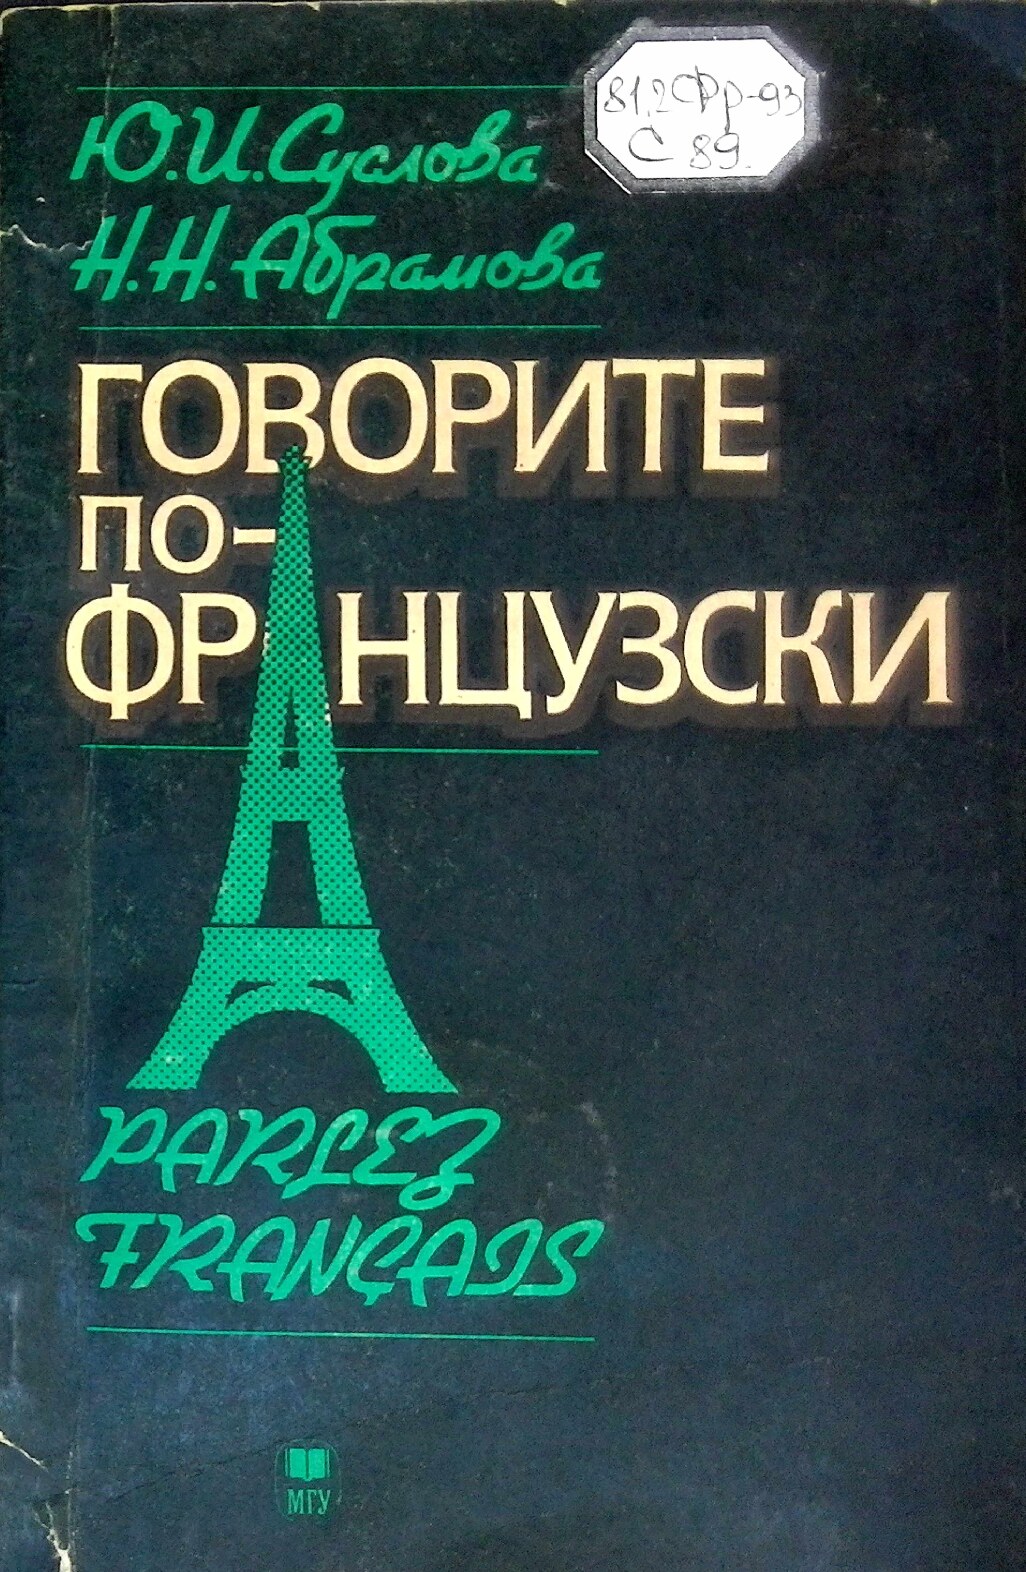 81.2Фр-93
С 89
Ю.И.Суслова
Н.Н.Абрамова
ГОВОРИТЕ
ПО-
ФРАНЦУЗСКИ
PARLEZ
FRANÇAIS
МГУ